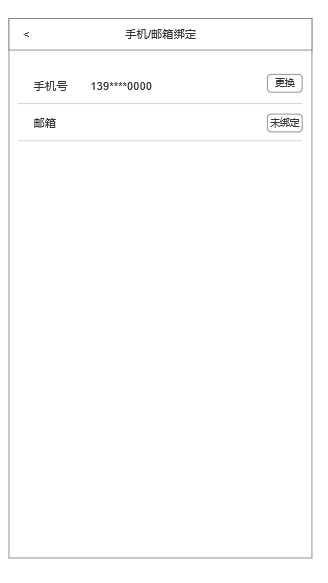 < 手机/邮箱绑定
手机号 139****0000 更换
邮箱 未绑定